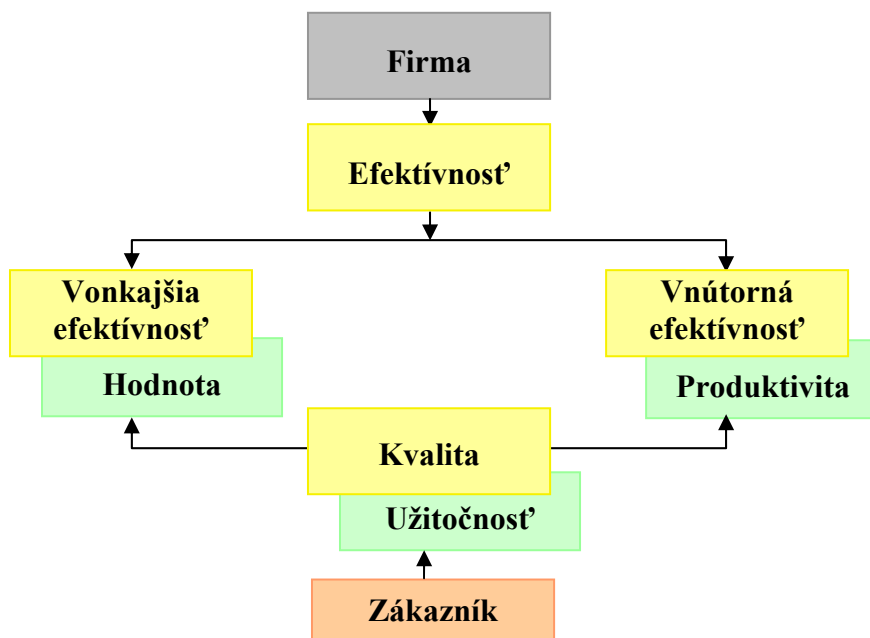 Firma
Efektívnosť
Vonkajšia
efektívnosť
Vnútorná
efektívnosť
Hodnota
Produktivita
Kvalita
Užitočnosť
Zákazník